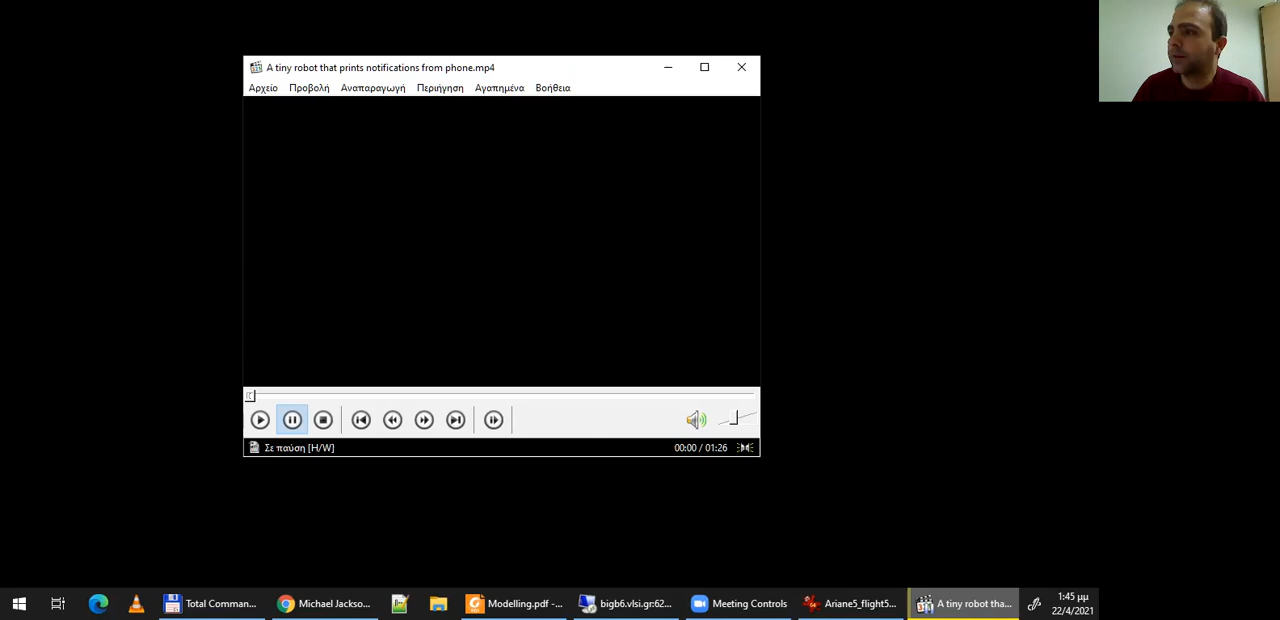 A tiny robot that prints notifications from phone.mp4
Αρχείο Προβολή Αναπαραγωγή Περιήγηση Αγαπημένα Βοήθεια
Σε παύση [H/W] 00:00 / 01:26
Total Comman... Michael Jackso... Modelling.pdf -... bigb6.vlsi.gr:62... Meeting Controls Ariane5_flight5... A tiny robot tha... 1:45 μμ
22/4/2021